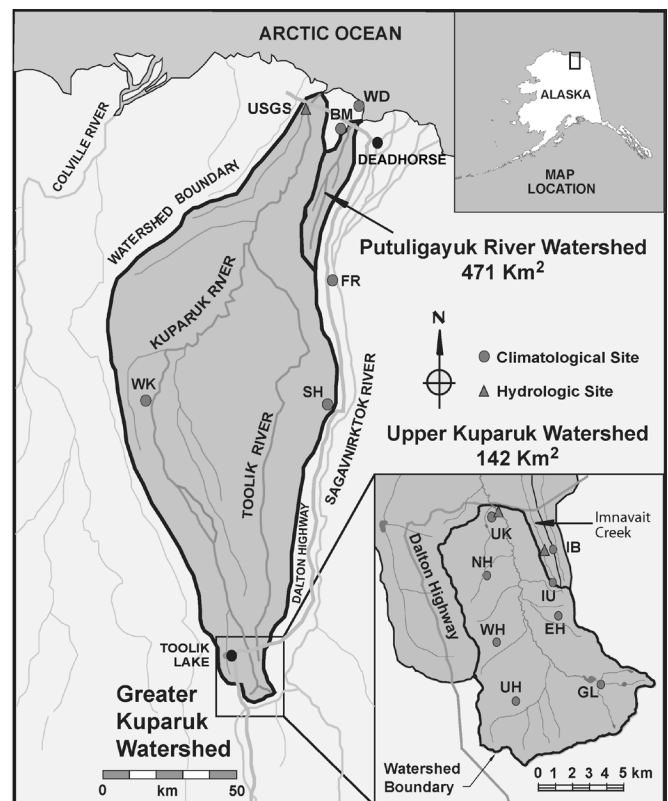 ARCTIC OCEAN
ALASKA
MAP
LOCATION
COLVILLE RIVER
USGS
WD
BM
DEADHORSE
WATERSHED BOUNDARY
Putuligayuk River Watershed
471 Km²
KUPARUK RIVER
FR
N
Climatological Site
Hydrologic Site
WK
SH
TOOLIK RIVER
SAGAVNIRKTOK RIVER
DALTON HIGHWAY
Upper Kuparuk Watershed
142 Km²
Imnavait
Creek
UK
IB
NH
IU
Dalton Highway
EH
WH
UH
GL
TOOLIK
LAKE
Greater
Kuparuk
Watershed
0 km 50
Watershed
Boundary
0 1 2 3 4 5 km